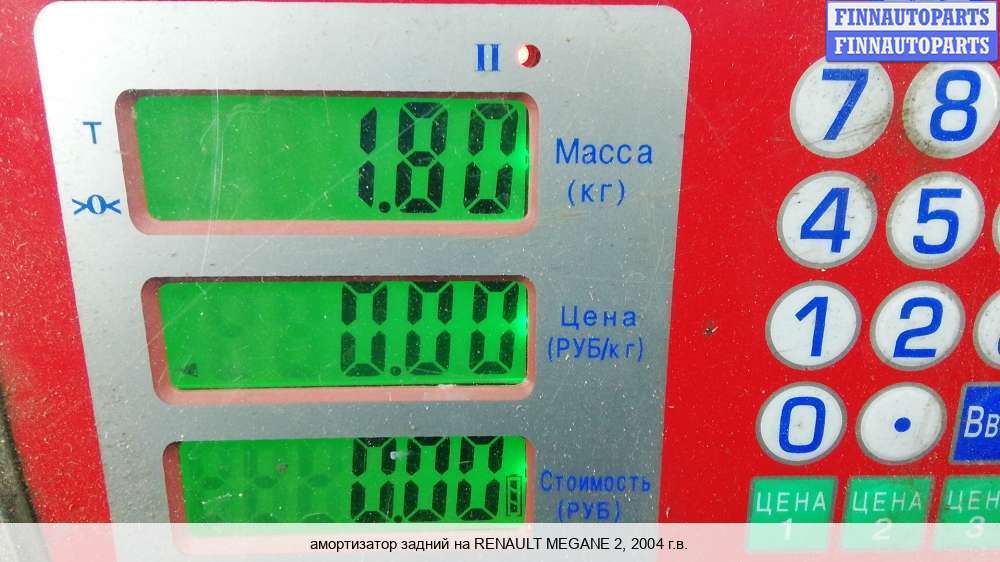 FINNAUTOPARTS
FINNAUTOPARTS
II
T
1.80
Масса
(кг)
>0<
7 8
4 5
0.00
Цена
(РУБ/кг)
1 2
0 .
Вв
0.00
Стоимость
(РУБ)
ЦЕНА
1
ЦЕНА
2
ЦЕН
3
амортизатор задний на RENAULT MEGANE 2, 2004 г.в.